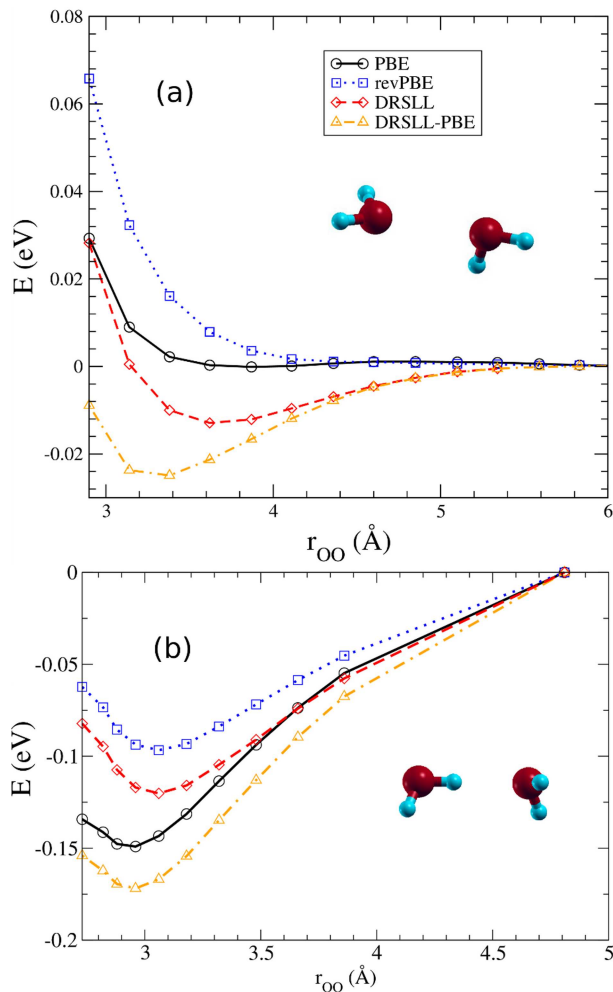 0.08
0.06
0.04
0.02
0
-0.02
E (eV)
(a)
PBE
revPBE
DRSLL
DRSLL-PBE
3
4
5
6
r_OO (Å)
0
-0.05
-0.1
-0.15
-0.2
E (eV)
(b)
3
3.5
4
4.5
5
r_OO (Å)